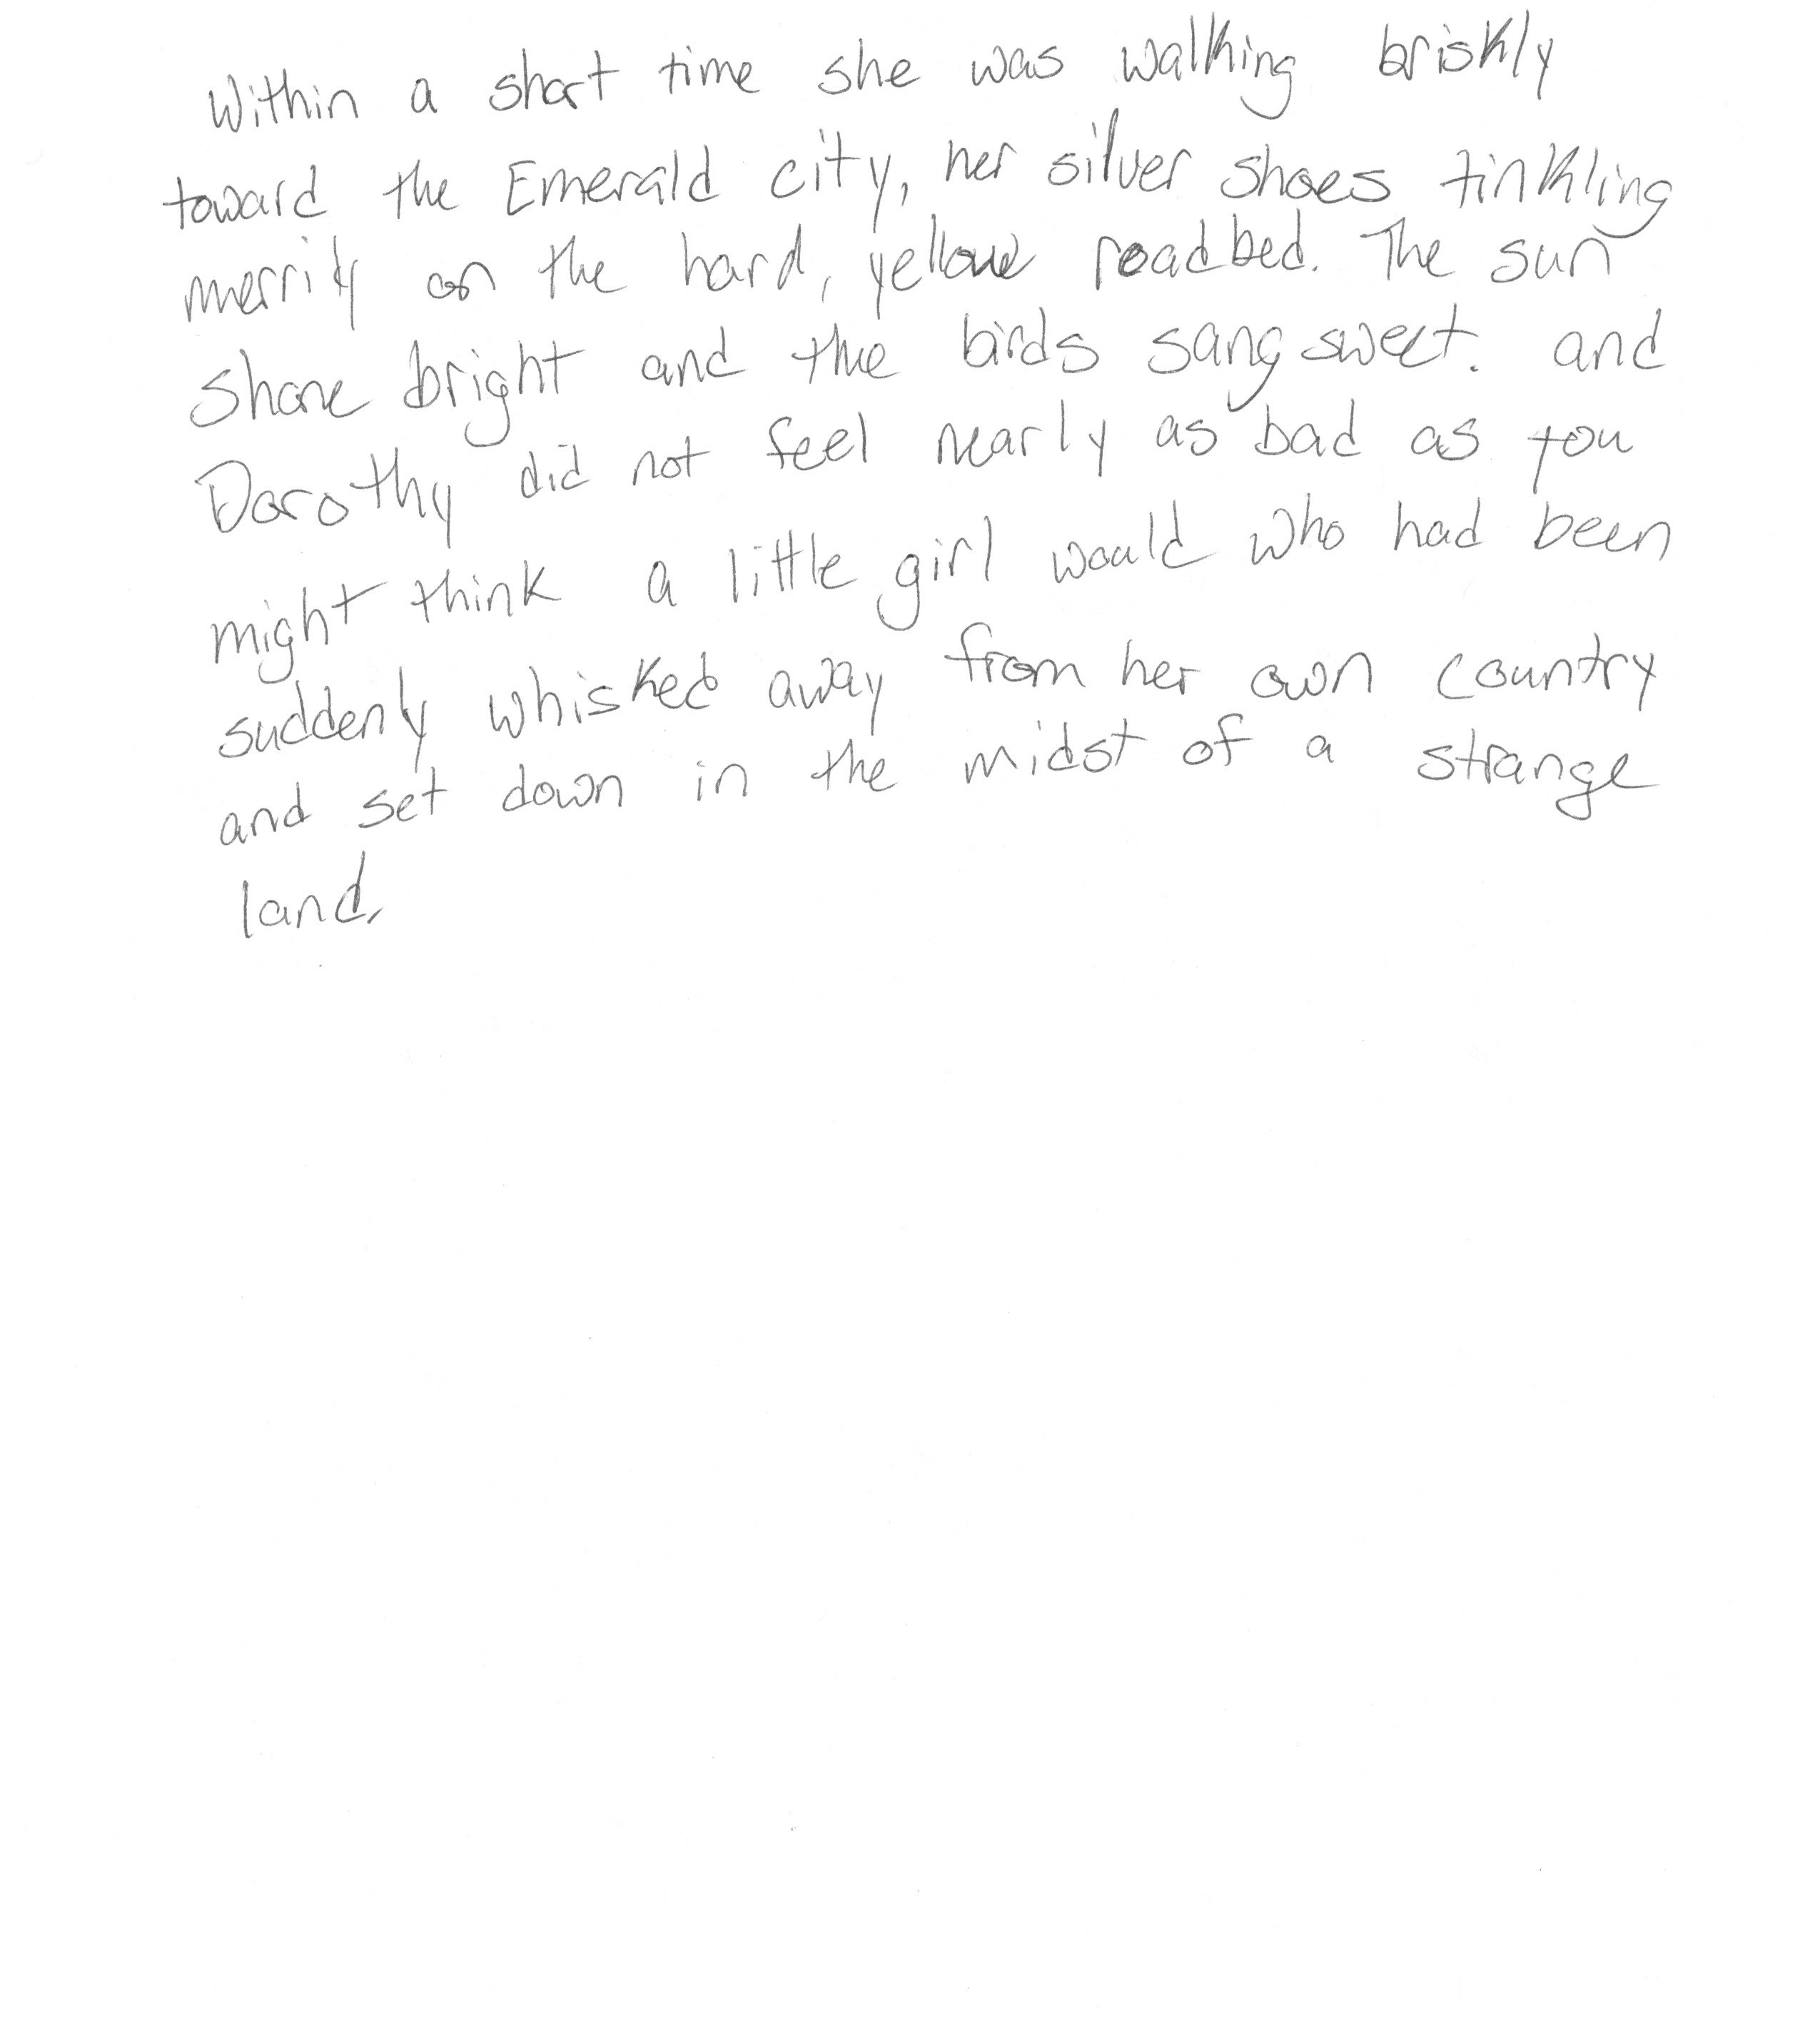 Within a short time she was walking briskly
toward the Emerald city, her silver shoes tinkling
merrily on the hard, yellow roadbed. The sun
shone bright and the birds sang sweet. and
Dorothy did not feel nearly as bad as you
might think a little girl would who had been
suddenly whisked away from her own country
and set down in the midst of a strange
land.